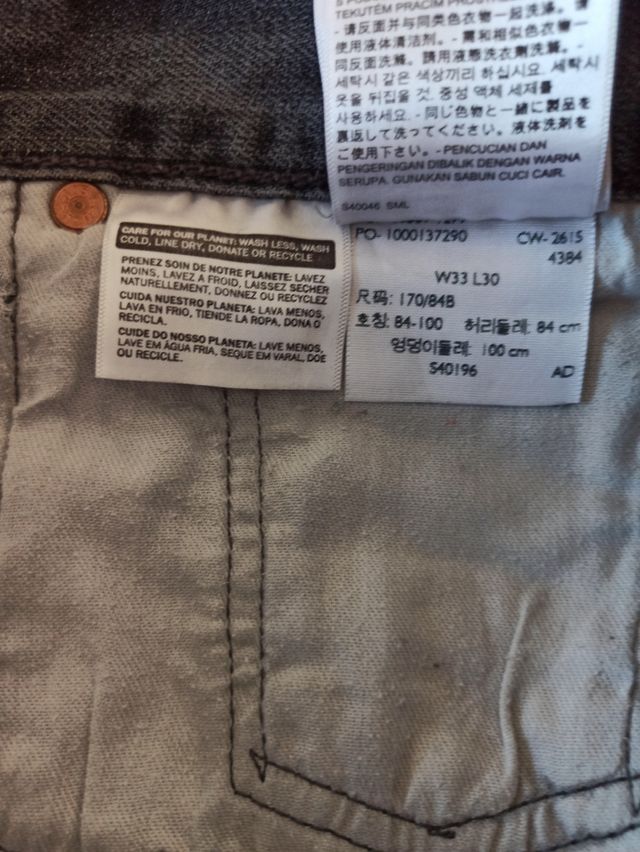 TEKUTÉM PRACÍM PROSTŘE
- 请反面并与同类色衣物一起洗涤。请
使用液体清洁剂。- 需和相似色衣物一
同反面洗滌。請用液態洗衣劑洗滌。-
세탁시 같은 색상끼리 하십시요. 세탁시
옷을 뒤집을 것. 중성 액체 세제를
사용하세요. - 同じ色物と一緒に製品を
裏返して洗ってください。液体洗剤を
ご使用下さい。- PENCUCIAN DAN
PENGERINGAN DIBALIK DENGAN WARNA
SERUPA. GUNAKAN SABUN CUCI CAIR.
S40046 SML
CARE FOR OUR PLANET: WASH LESS, WASH
COLD, LINE DRY, DONATE OR RECYCLE
PRENEZ SOIN DE NOTRE PLANETE: LAVEZ
MOINS, LAVEZ A FROID, LAISSEZ SECHER
NATURELLEMENT, DONNEZ OU RECYCLEZ
CUIDA NUESTRO PLANETA: LAVA MENOS,
LAVA EN FRIO, TIENDE LA ROPA, DONA O
RECICLA.
CUIDE DO NOSSO PLANETA: LAVE MENOS,
LAVE EM ÁGUA FRIA, SEQUE EM VARAL, DOE
OU RECICLE.
PO- 1000137290 CW- 2615
4384
W33 L30
尺码: 170/84B
호칭: 84-100 허리둘레: 84 cm
엉덩이둘레: 100 cm
S40196 AD